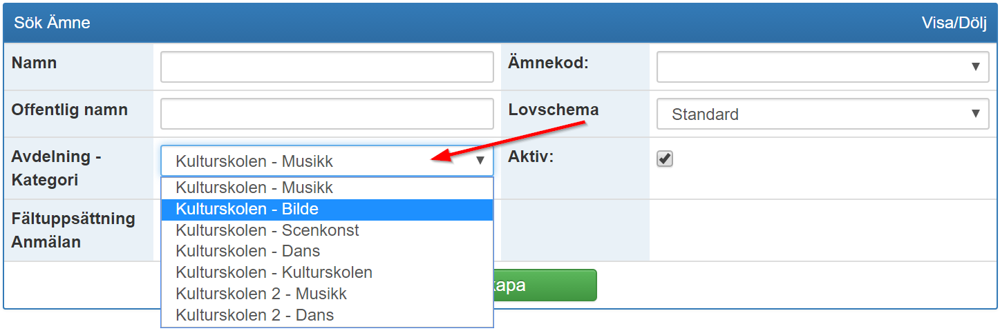 Sök Ämne Visa/Dölj
Namn Ämnekod:
Offentlig namn Lovschema Standard
Avdelning -
Kategori
Kulturskolen - Musikk
Aktiv:
Kulturskolen - Musikk
Kulturskolen - Bilde
Kulturskolen - Scenkonst
Kulturskolen - Dans
Kulturskolen - Kulturskolen
Kulturskolen 2 - Musikk
Kulturskolen 2 - Dans
Fältuppsättning
Anmälan